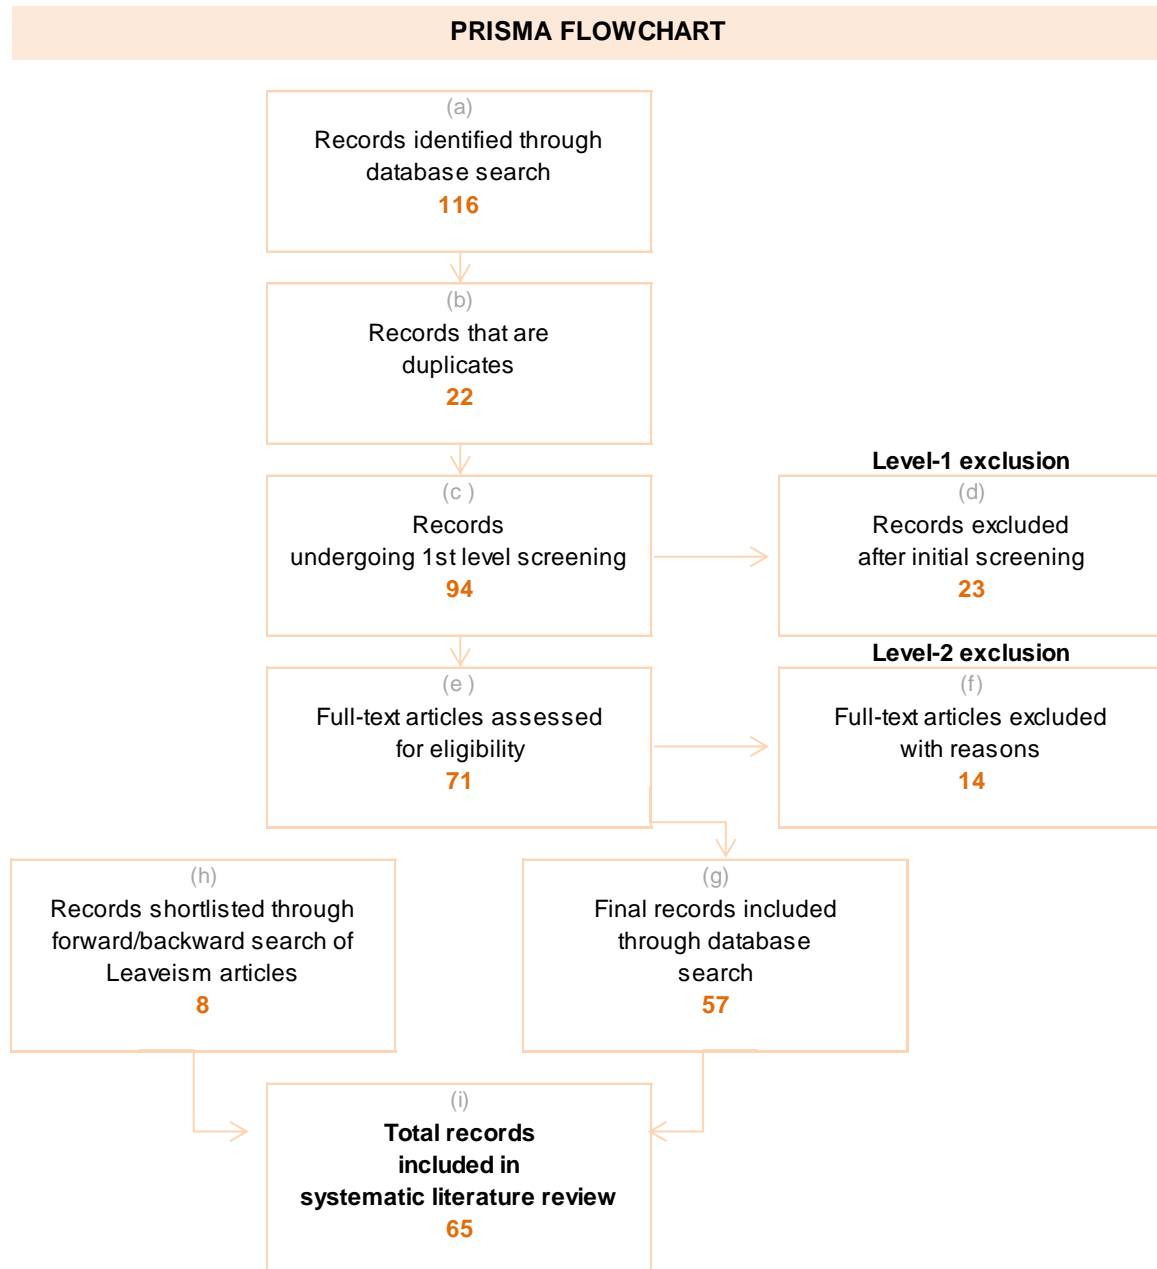 PRISMA FLOWCHART
(a)
Records identified through
database search
116
(b)
Records that are
duplicates
22
(c )
Records
undergoing 1st level screening
94
Level-1 exclusion
(d)
Records excluded
after initial screening
23
(e )
Full-text articles assessed
for eligibility
71
Level-2 exclusion
(f)
Full-text articles excluded
with reasons
14
(h)
Records shortlisted through
forward/backward search of
Leaveism articles
8
(g)
Final records included
through database
search
57
(i)
Total records
included in
systematic literature review
65